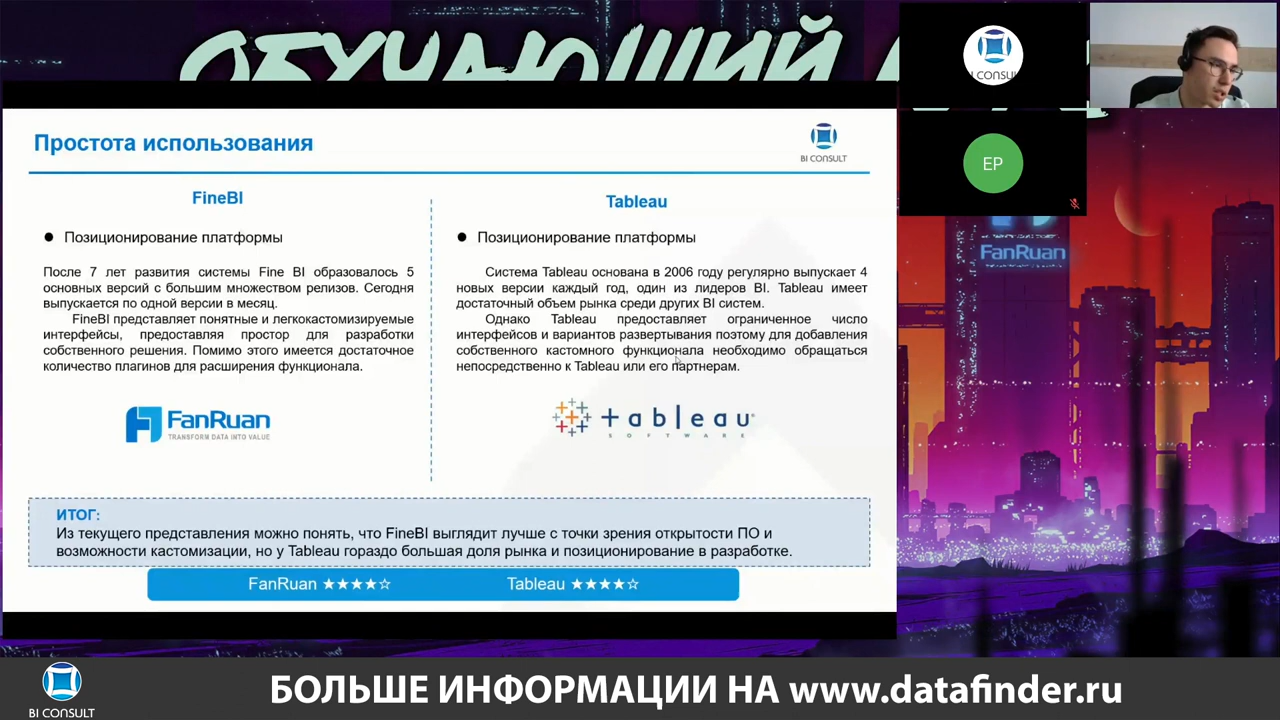 ОБУЧАЮЩИЙ
BI CONSULT
EP
FanRuan
Простота использования
BI CONSULT
FineBI
● Позиционирование платформы
После 7 лет развития системы Fine BI образовалось 5
основных версий с большим множеством релизов. Сегодня
выпускается по одной версии в месяц.
FineBI представляет понятные и легкокастомизируемые
интерфейсы, предоставляя простор для разработки
собственного решения. Помимо этого имеется достаточное
количество плагинов для расширения функционала.
FanRuan
TRANSFORM DATA INTO VALUE
Tableau
● Позиционирование платформы
Система Tableau основана в 2006 году регулярно выпускает 4
новых версии каждый год, один из лидеров BI. Tableau имеет
достаточный объем рынка среди других BI систем.
Однако Tableau предоставляет ограниченное число
интерфейсов и вариантов развертывания поэтому для добавления
собственного кастомного функционала необходимо обращаться
непосредственно к Tableau или его партнерам.
tableau®
SOFTWARE
ИТОГ:
Из текущего представления можно понять, что FineBI выглядит лучше с точки зрения открытости ПО и
возможности кастомизации, но у Tableau гораздо большая доля рынка и позиционирование в разработке.
FanRuan ★★★★☆ Tableau ★★★★☆
BI CONSULT
БОЛЬШЕ ИНФОРМАЦИИ НА www.datafinder.ru